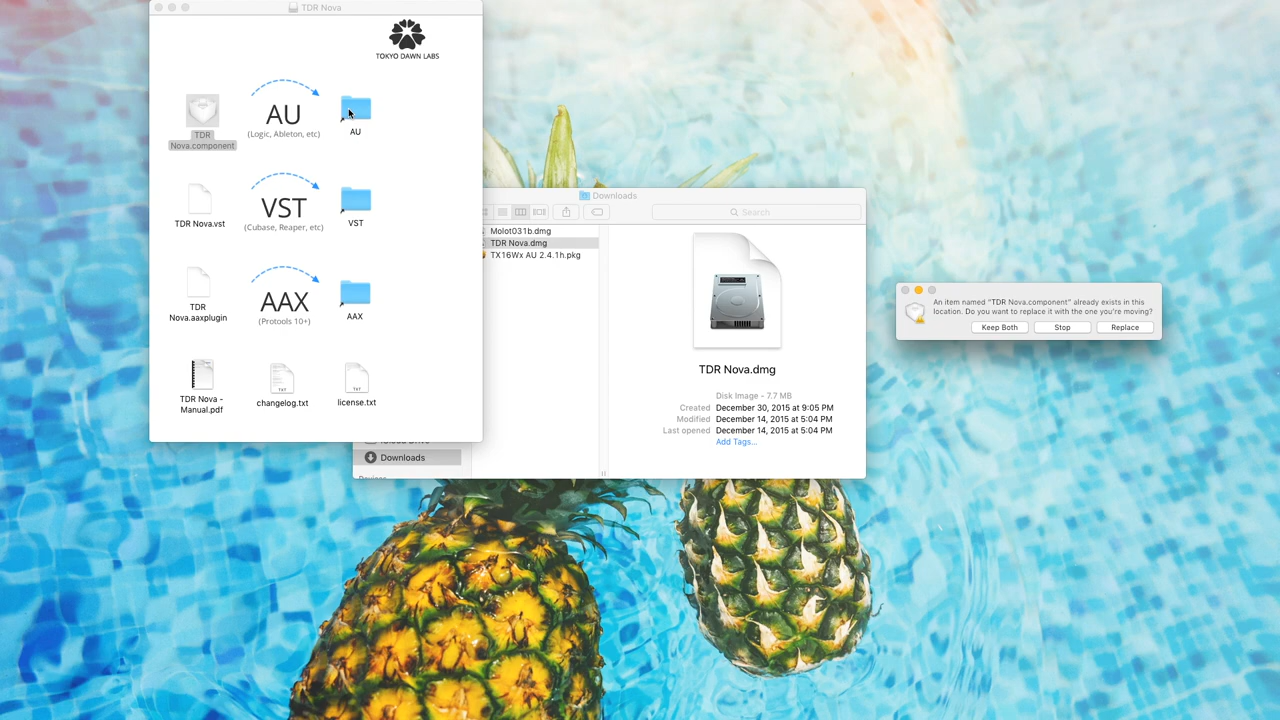 TDR Nova
TOKYO DAWN LABS
TDR
Nova.component
AU
(Logic, Ableton, etc)
AU
TDR Nova.vst
VST
(Cubase, Reaper, etc)
VST
TDR
Nova.aaxplugin
AAX
(Protools 10+)
AAX
TDR Nova -
Manual.pdf
TXT
changelog.txt
TXT
license.txt
Downloads
Search
Molot031b.dmg
TDR Nova.dmg
TX16Wx AU 2.4.1h.pkg
TDR Nova.dmg
Disk Image - 7.7 MB
Created December 30, 2015 at 9:05 PM
Modified December 14, 2015 at 5:04 PM
Last opened December 14, 2015 at 5:04 PM
Add Tags...
Downloads
An item named "TDR Nova.component" already exists in this
location. Do you want to replace it with the one you're moving?
Keep Both Stop Replace